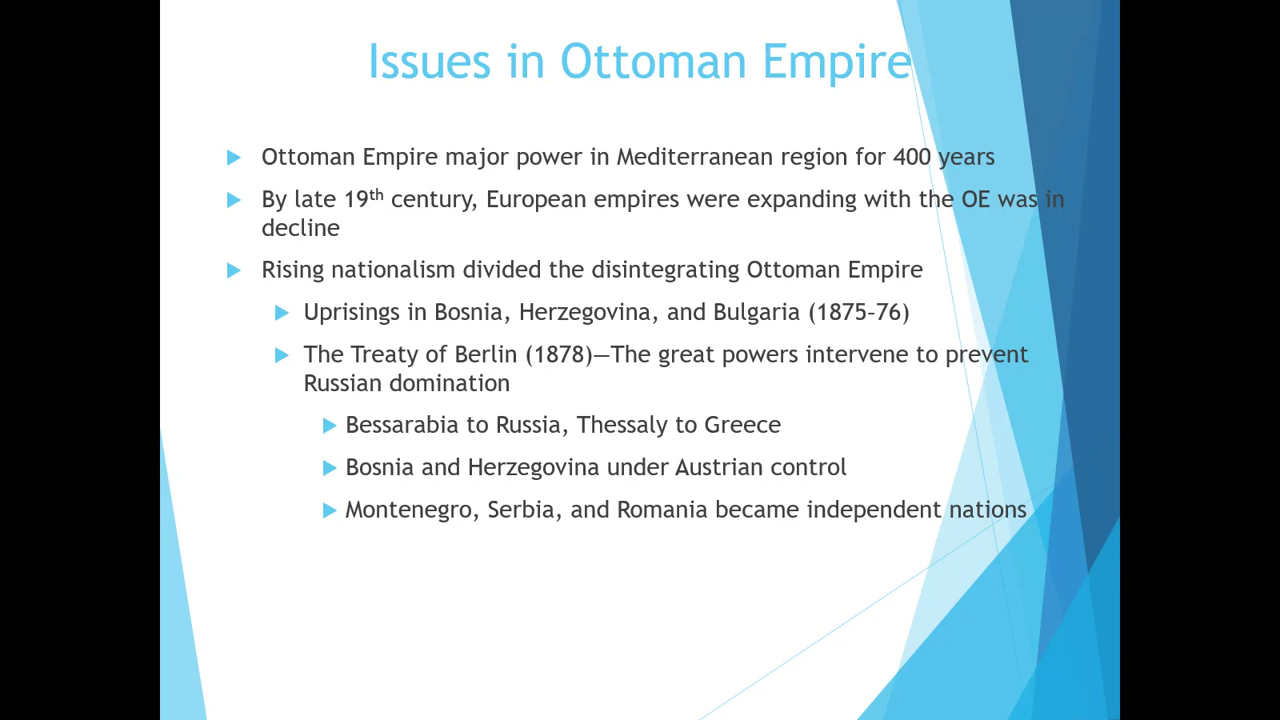 Issues in Ottoman Empire
Ottoman Empire major power in Mediterranean region for 400 years
By late 19th century, European empires were expanding with the OE was in
decline
Rising nationalism divided the disintegrating Ottoman Empire
Uprisings in Bosnia, Herzegovina, and Bulgaria (1875-76)
The Treaty of Berlin (1878)—The great powers intervene to prevent
Russian domination
Bessarabia to Russia, Thessaly to Greece
Bosnia and Herzegovina under Austrian control
Montenegro, Serbia, and Romania became independent nations